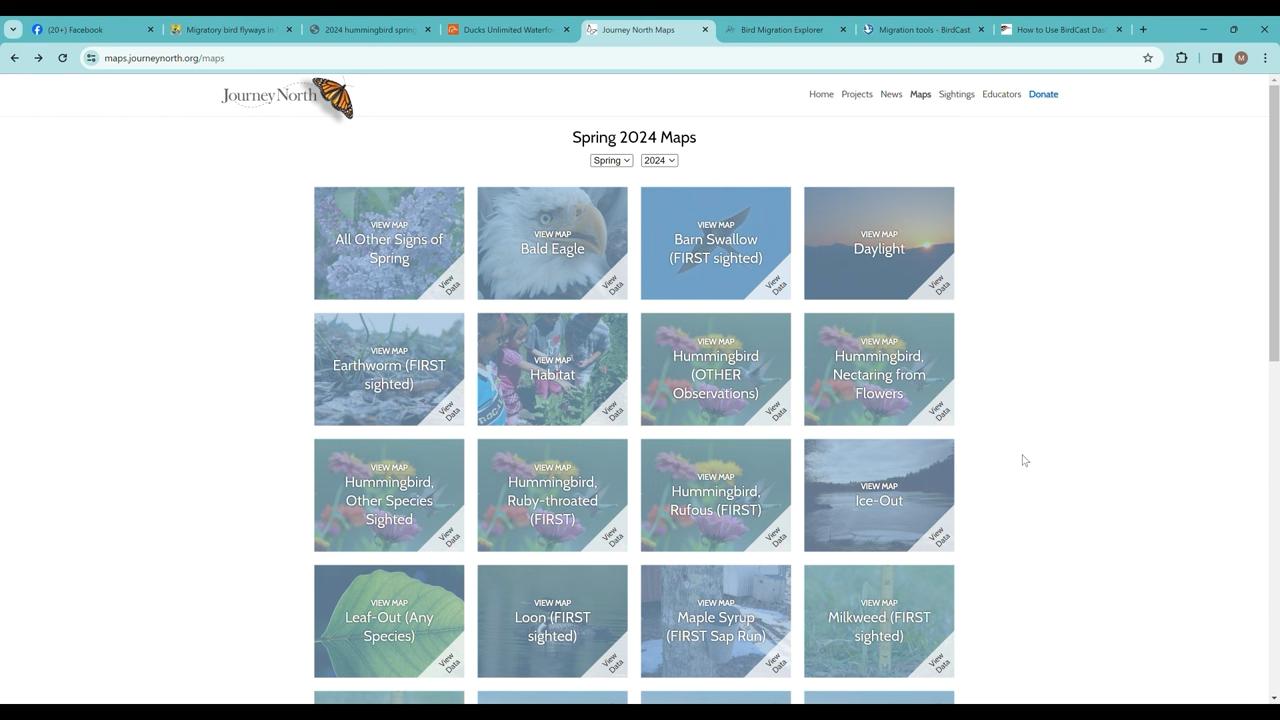 (20+) Facebook
Migratory bird flyways in
2024 hummingbird spring
Ducks Unlimited Waterfo
Journey North Maps
Bird Migration Explorer
Migration tools - BirdCast
How to Use BirdCast Das
maps.journeynorth.org/maps
M
Journey North
Home Projects News Maps Sightings Educators Donate
Spring 2024 Maps
Spring 2024
VIEW MAP
All Other Signs of
Spring
View
Data
VIEW MAP
Bald Eagle
View
Data
VIEW MAP
Barn Swallow
(FIRST sighted)
View
Data
VIEW MAP
Daylight
View
Data
VIEW MAP
Earthworm (FIRST
sighted)
View
Data
VIEW MAP
Habitat
View
Data
VIEW MAP
Hummingbird
(OTHER
Observations)
View
Data
VIEW MAP
Hummingbird,
Nectaring from
Flowers
View
Data
VIEW MAP
Hummingbird,
Other Species
Sighted
View
Data
VIEW MAP
Hummingbird,
Ruby-throated
(FIRST)
View
Data
VIEW MAP
Hummingbird,
Rufous (FIRST)
View
Data
VIEW MAP
Ice-Out
View
Data
VIEW MAP
Leaf-Out (Any
Species)
View
Data
VIEW MAP
Loon (FIRST
sighted)
View
Data
VIEW MAP
Maple Syrup
(FIRST Sap Run)
View
Data
VIEW MAP
Milkweed (FIRST
sighted)
View
Data